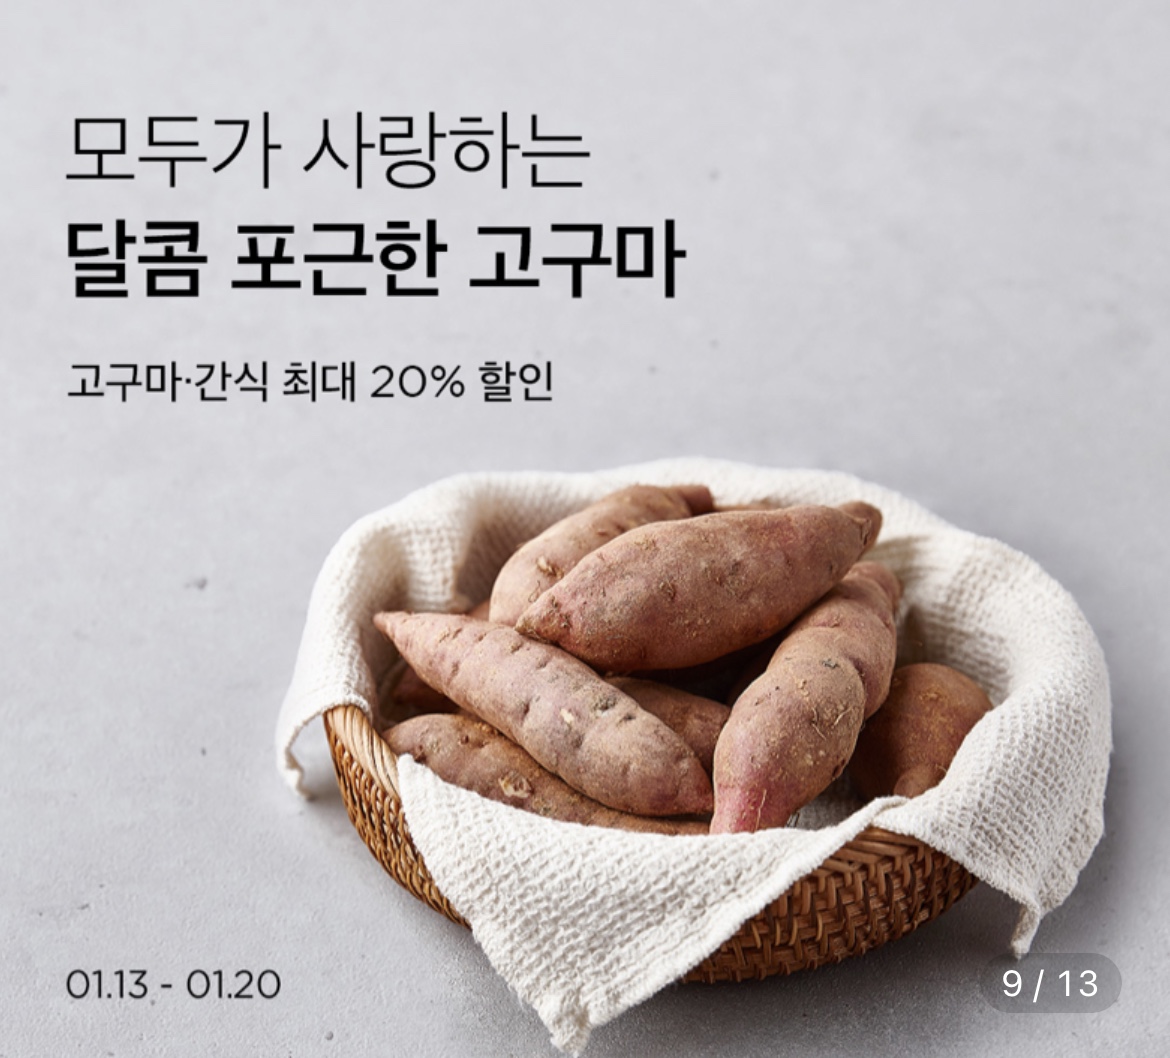 모두가 사랑하는
달콤 포근한 고구마
고구마·간식 최대 20% 할인
01.13 - 01.20
9 / 13